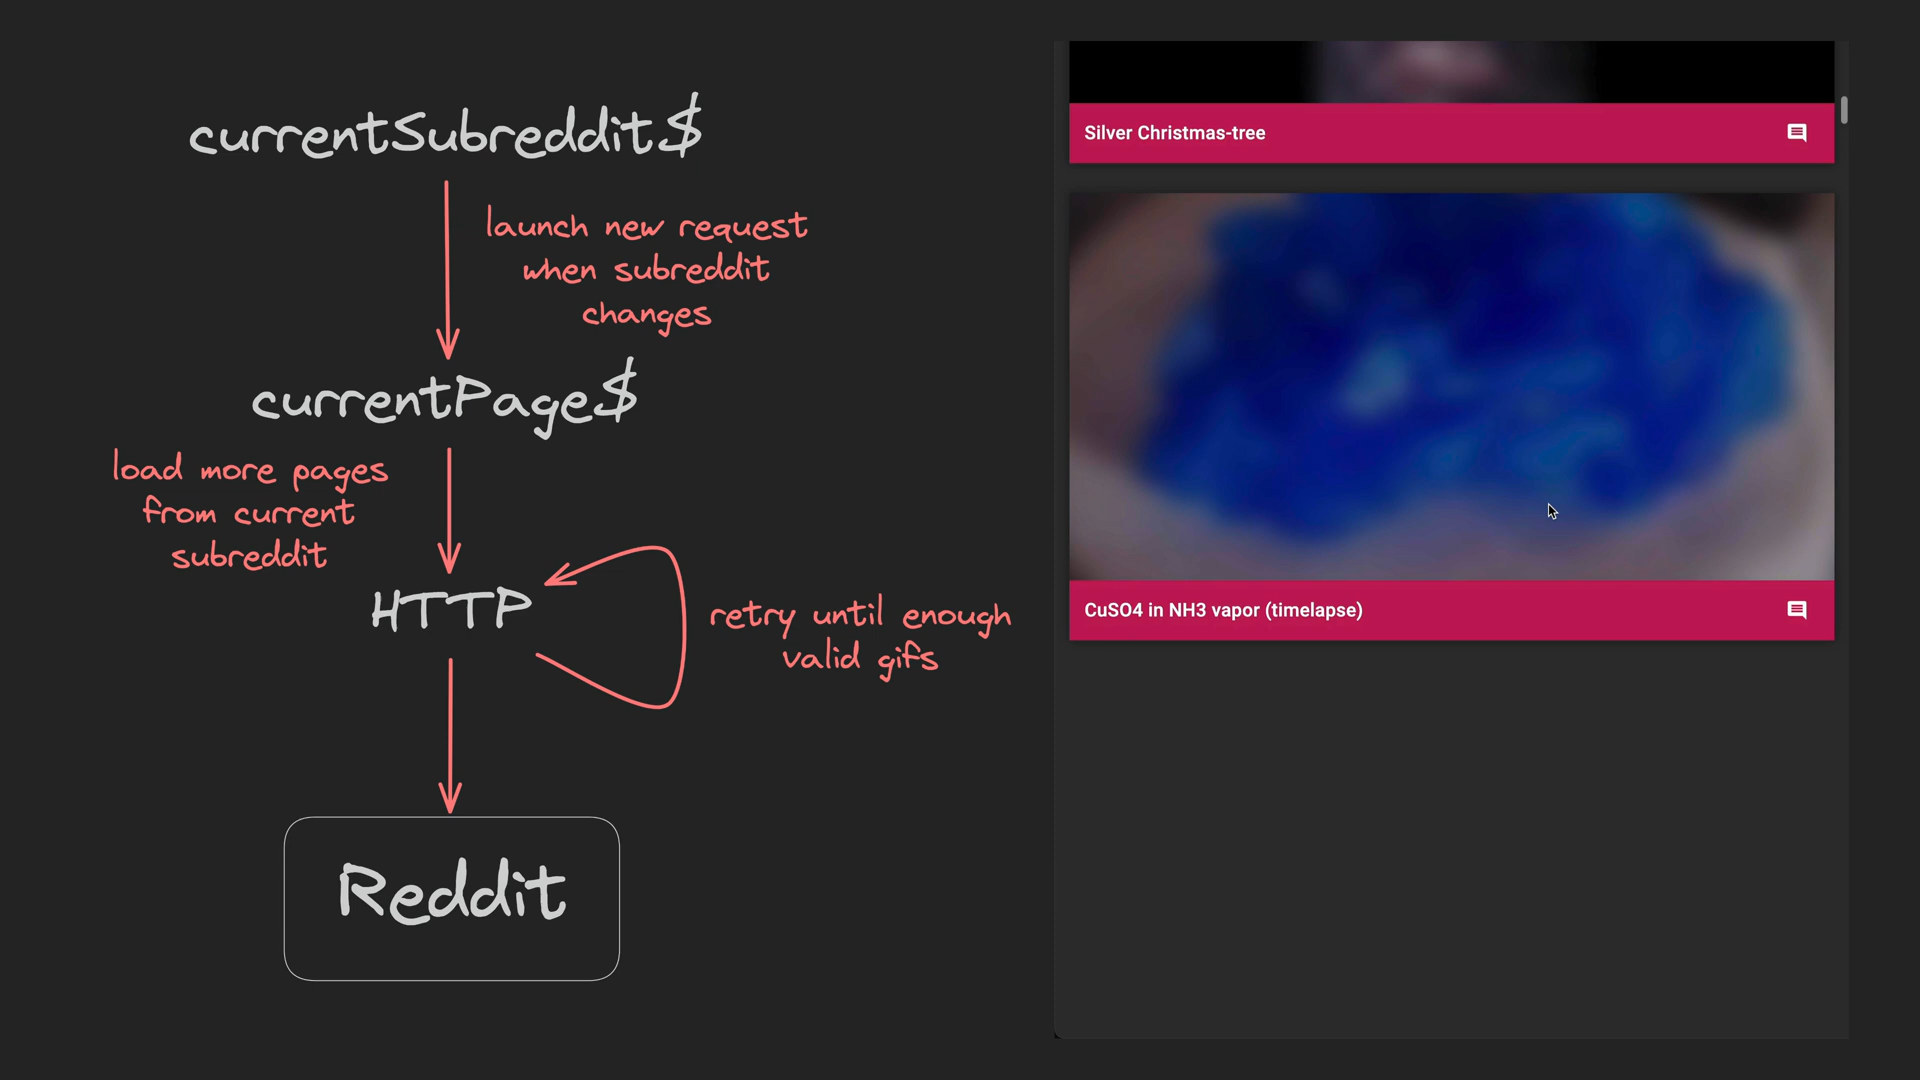 currentSubreddit$
launch new request
when subreddit
changes
currentPage$
load more pages
from current
subreddit
HTTP
retry until enough
valid gifs
Reddit
Silver Christmas-tree
CuSO4 in NH3 vapor (timelapse)